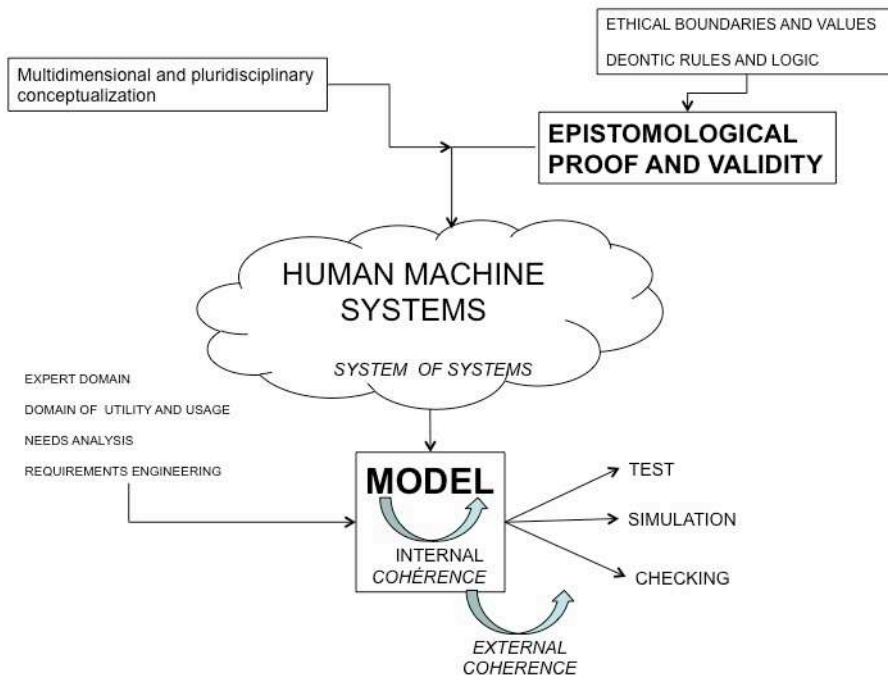 ETHICAL BOUNDARIES AND VALUES
DEONTIC RULES AND LOGIC
Multidimensional and pluridisciplinary
conceptualization
EPISTOMOLOGICAL
PROOF AND VALIDITY
HUMAN MACHINE
SYSTEMS
SYSTEM OF SYSTEMS
EXPERT DOMAIN
DOMAIN OF UTILITY AND USAGE
NEEDS ANALYSIS
REQUIREMENTS ENGINEERING
MODEL
INTERNAL
COHÉRENCE
TEST
SIMULATION
CHECKING
EXTERNAL
COHERENCE